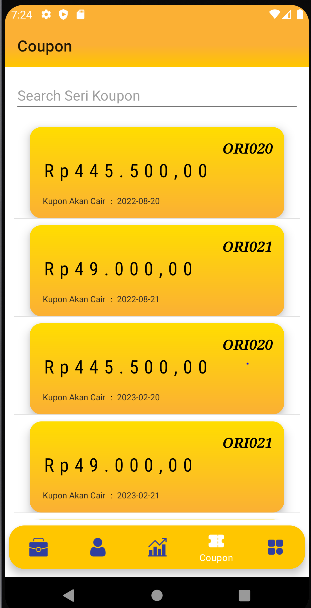 7:24
Coupon
Search Seri Koupon
ORI020
Rp445.500,00
Kupon Akan Cair : 2022-08-20
ORI021
Rp49.000,00
Kupon Akan Cair : 2022-08-21
ORI020
Rp445.500,00
Kupon Akan Cair : 2023-02-20
ORI021
Rp49.000,00
Kupon Akan Cair : 2023-02-21
Coupon